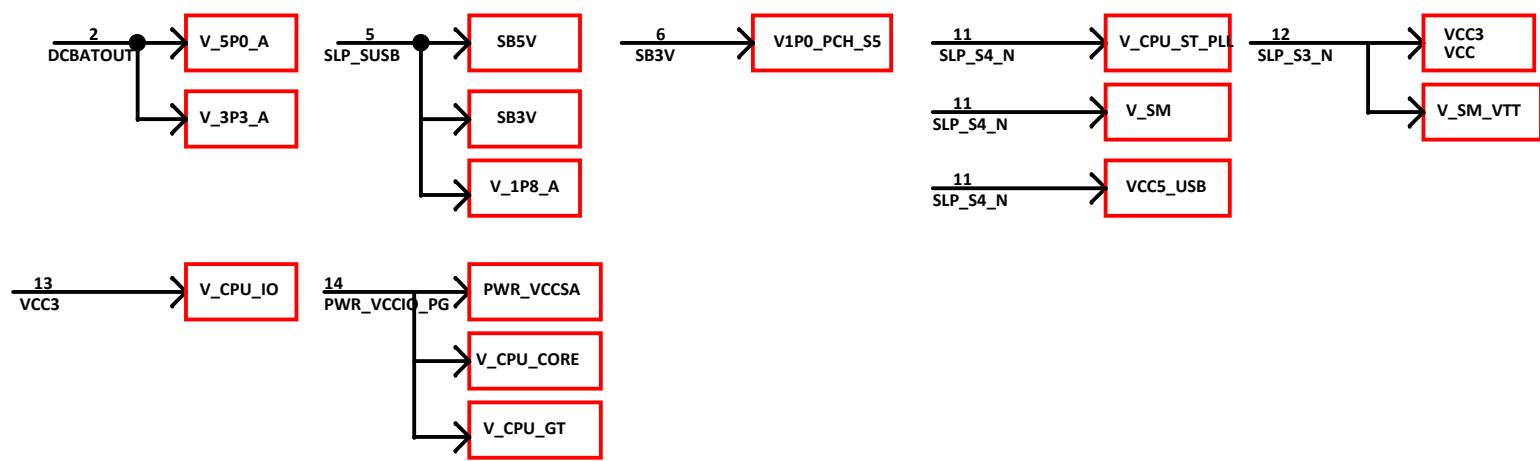 2
DCBATOUT
V_5P0_A
V_3P3_A
5
SLP_SUSB
SB5V
SB3V
V_1P8_A
6
SB3V
V1P0_PCH_S5
11
SLP_S4_N
V_CPU_ST_PLL
11
SLP_S4_N
V_SM
11
SLP_S4_N
VCC5_USB
12
SLP_S3_N
VCC3
VCC
V_SM_VTT
13
VCC3
V_CPU_IO
14
PWR_VCCIO_PG
PWR_VCCSA
V_CPU_CORE
V_CPU_GT